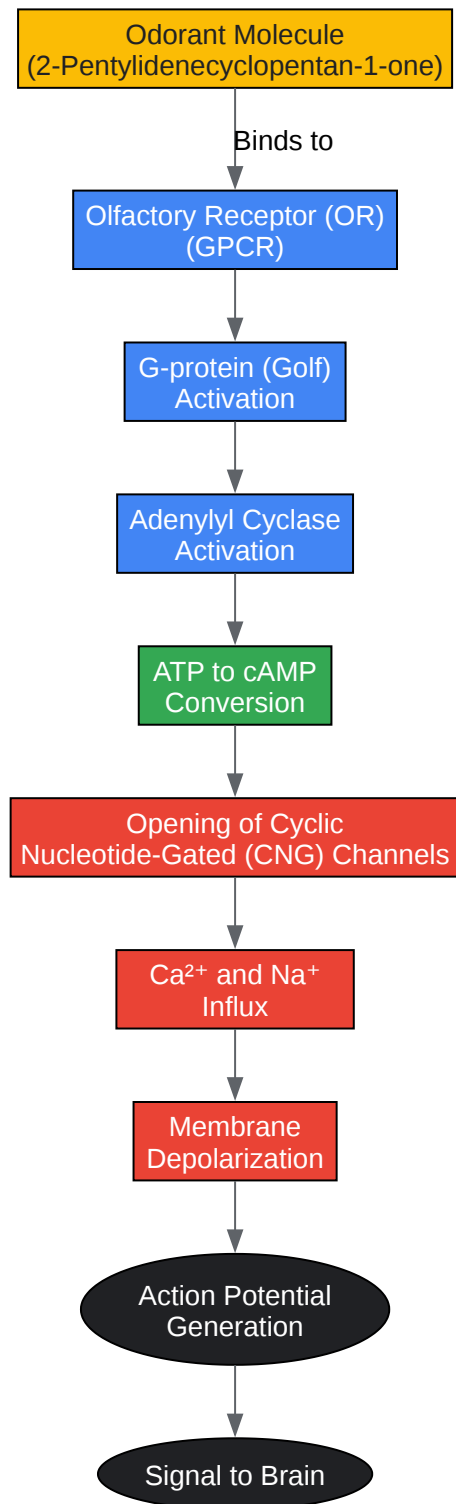 Odorant Molecule
(2-Pentylidenecyclopentan-1-one)
Binds to
Olfactory Receptor (OR)
(GPCR)
G-protein (Golf)
Activation
Adenylyl Cyclase
Activation
ATP to cAMP
Conversion
Opening of Cyclic
Nucleotide-Gated (CNG) Channels
Ca²⁺ and Na⁺
Influx
Membrane
Depolarization
Action Potential
Generation
Signal to Brain